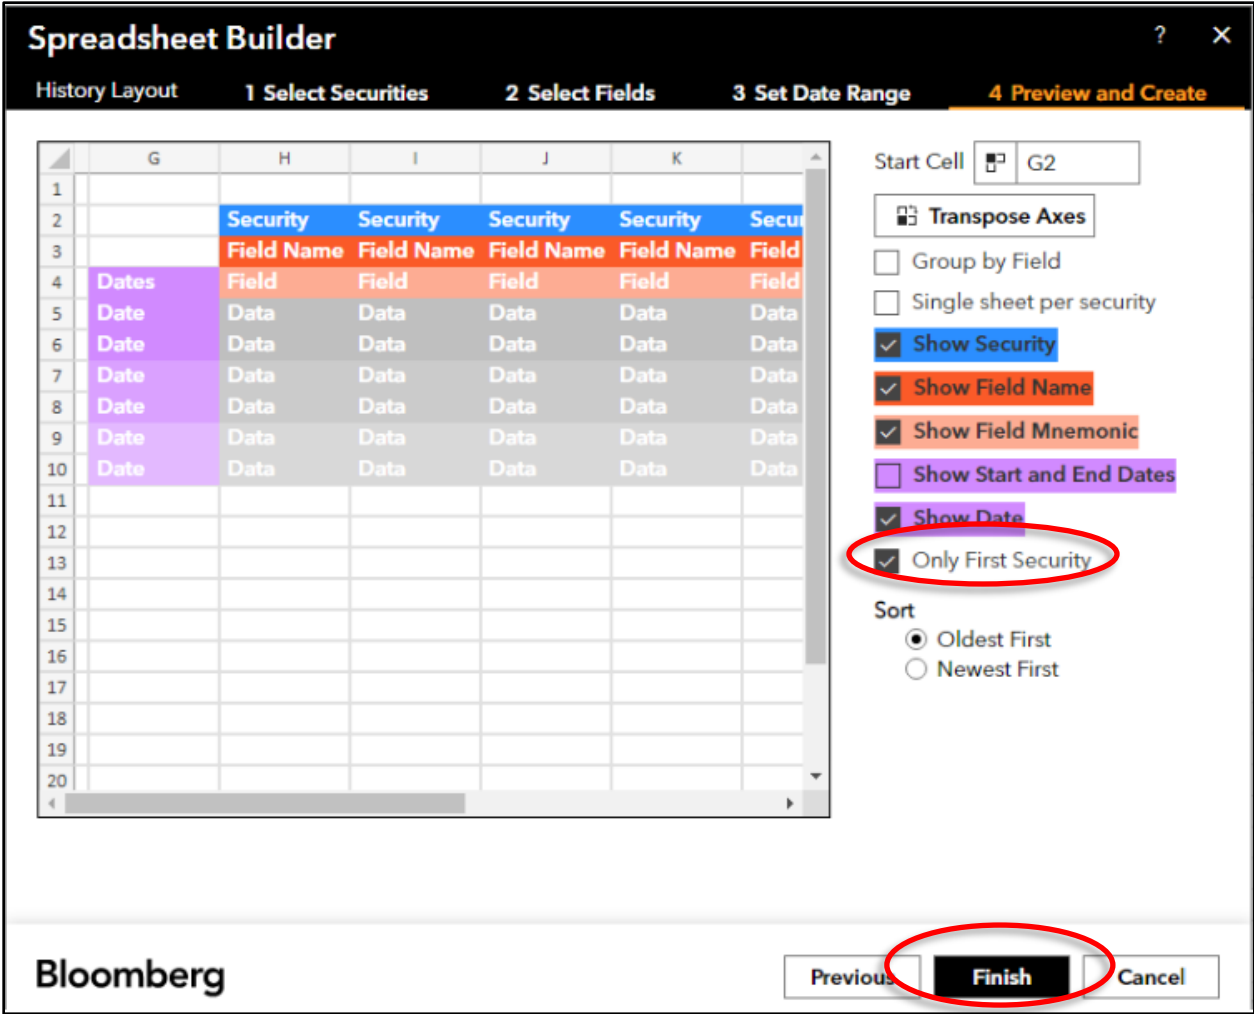 Spreadsheet Builder ? ×
History Layout 1 Select Securities 2 Select Fields 3 Set Date Range 4 Preview and Create
G H I J K
Start Cell G2
1
Transpose Axes
2 Security Security Security Security Secur
3 Field Name Field Name Field Name Field Name Field
Group by Field
4 Dates Field Field Field Field Field
5 Date Data Data Data Data Data
Single sheet per security
6 Date Data Data Data Data Data
Show Security
7 Date Data Data Data Data Data
Show Field Name
8 Date Data Data Data Data Data
9 Date Data Data Data Data Data
Show Field Mnemonic
10 Date Data Data Data Data Data
Show Start and End Dates
11
12
Show Date
13
Only First Security
14
15
Sort
Oldest First
16
Newest First
17
18
19
20
Bloomberg
Previous Finish Cancel